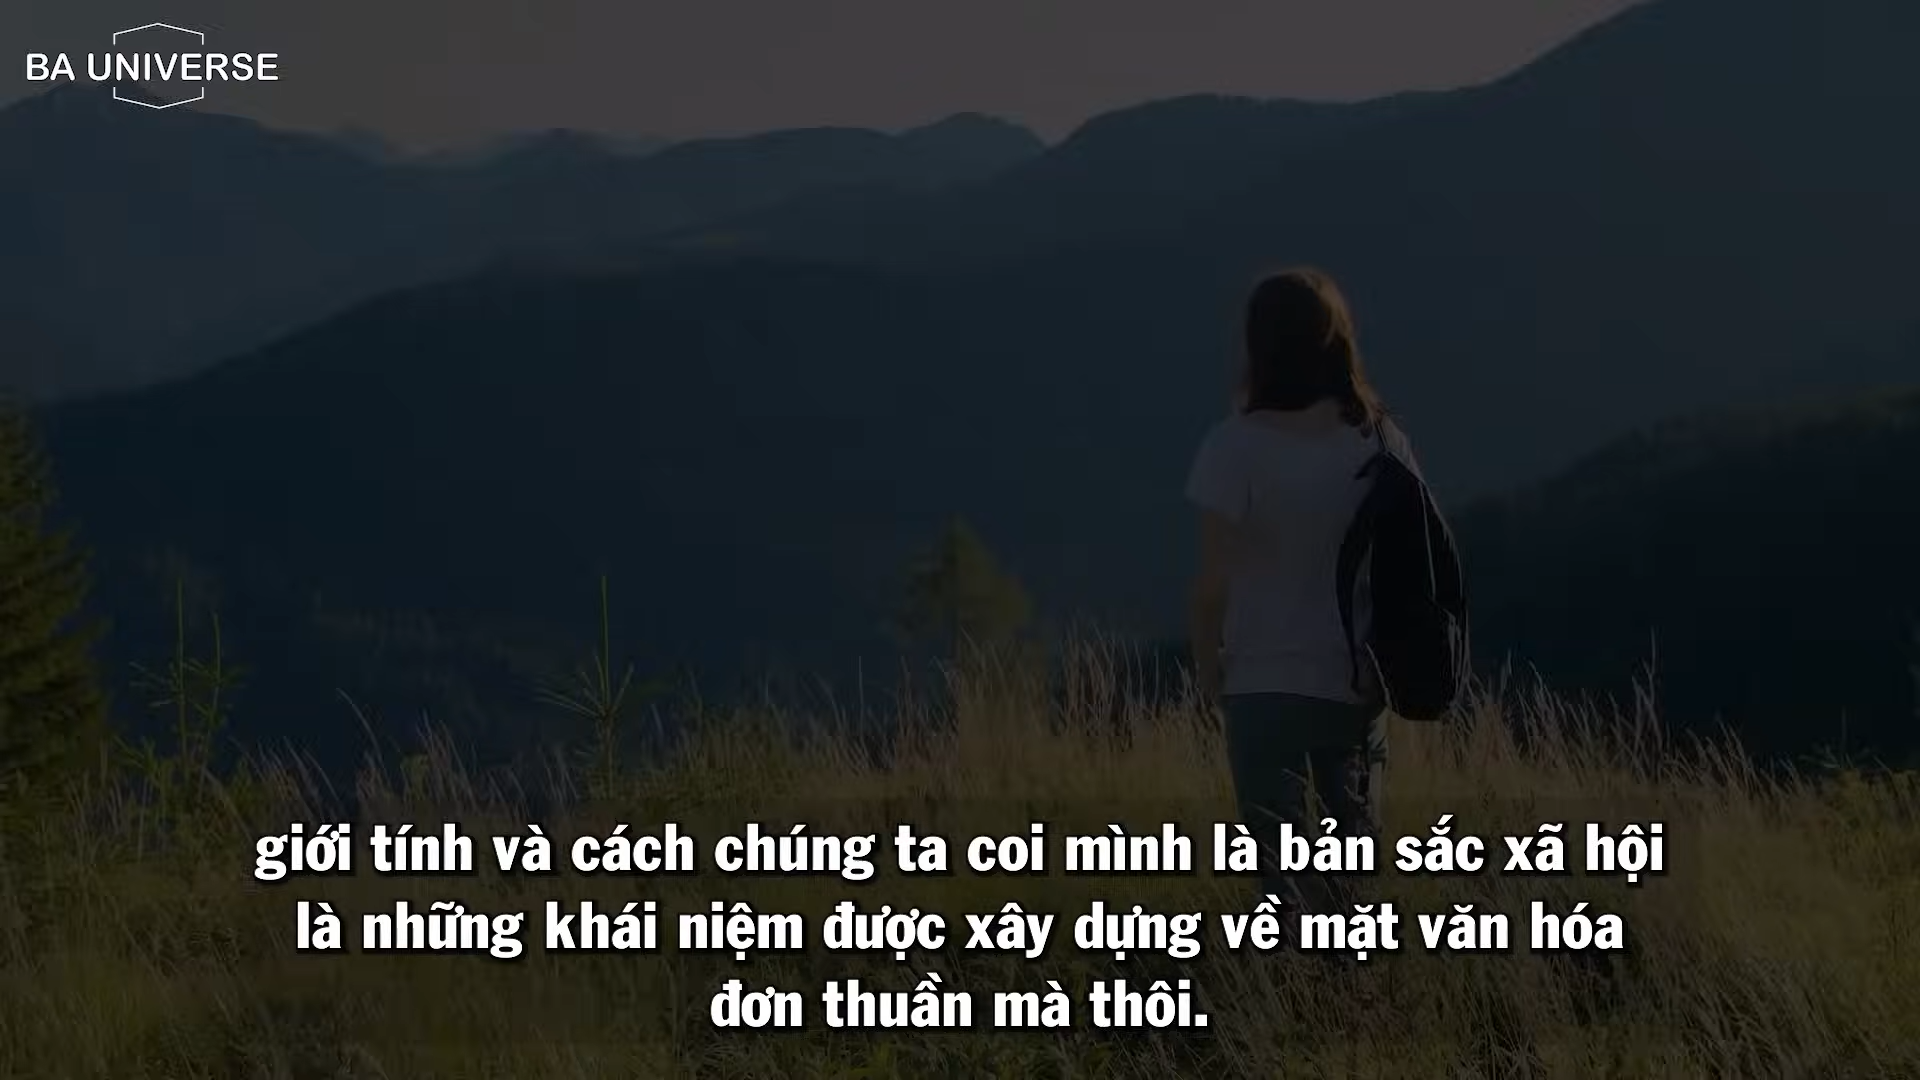 BA UNIVERSE
giới tính và cách chúng ta coi mình là bản sắc xã hội
là những khái niệm được xây dựng về mặt văn hóa
đơn thuần mà thôi.